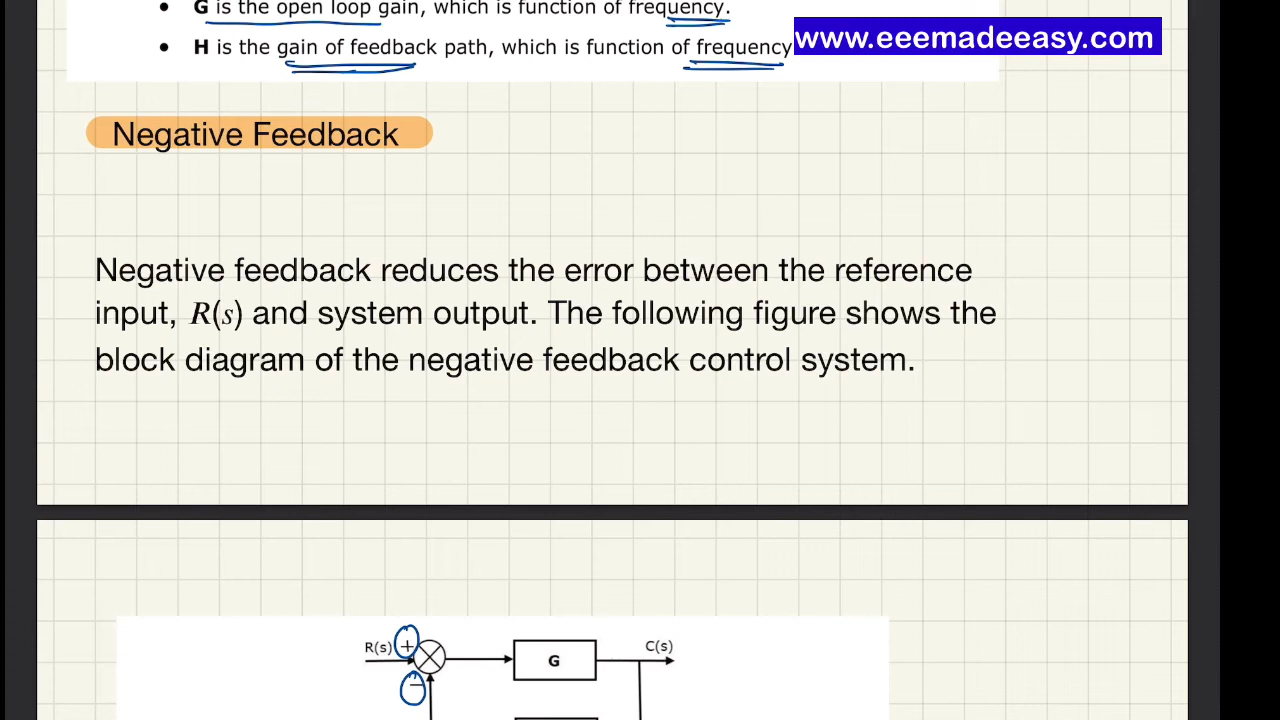 • G is the open loop gain, which is function of frequency.
• H is the gain of feedback path, which is function of frequency
www.eeemadeeasy.com
Negative Feedback
Negative feedback reduces the error between the reference
input, R(s) and system output. The following figure shows the
block diagram of the negative feedback control system.
R(s) + G C(s)
−